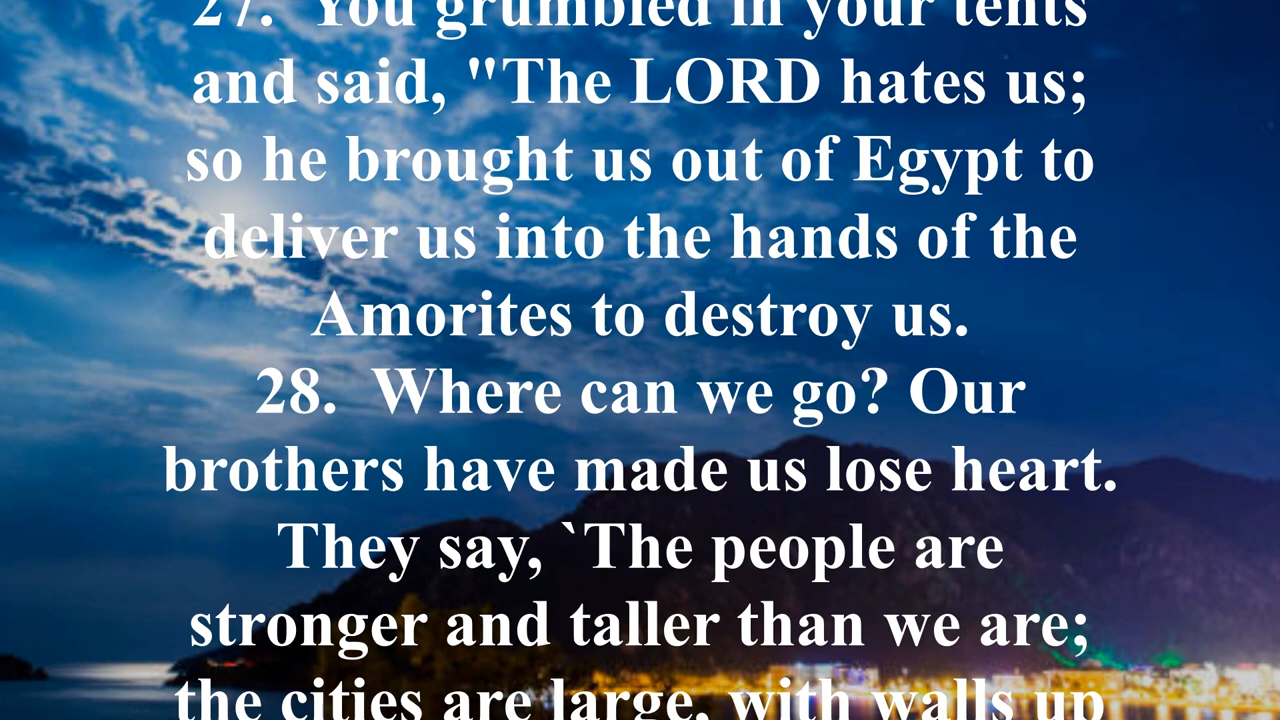 27.  You grumbled in your tents
and said, "The LORD hates us;
so he brought us out of Egypt to
deliver us into the hands of the
Amorites to destroy us.
28.  Where can we go? Our
brothers have made us lose heart.
They say, `The people are
stronger and taller than we are;
the cities are large, with walls up